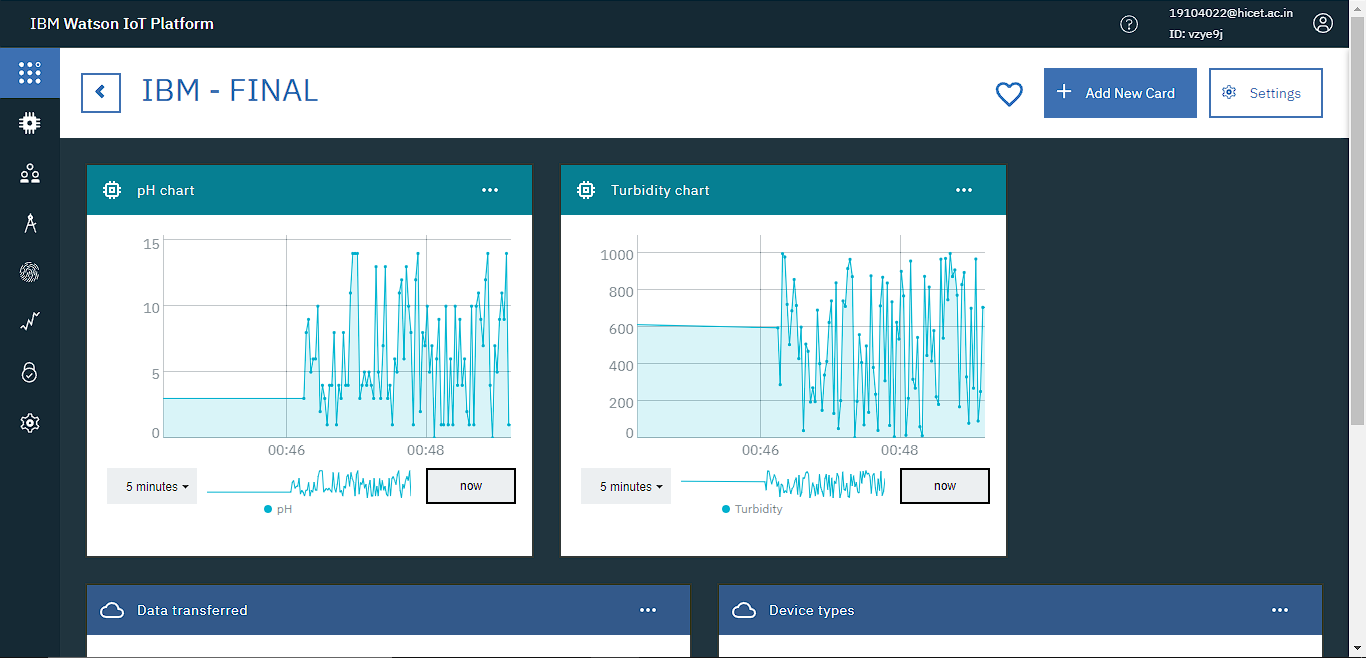 IBM Watson IoT Platform
19104022@hicet.ac.in
ID: vzye9j
IBM - FINAL
Add New Card
Settings
pH chart
15
10
5
0
00:46 00:48
5 minutes
now
pH
Turbidity chart
1000
800
600
400
200
0
00:46 00:48
5 minutes
now
Turbidity
Data transferred
Device types